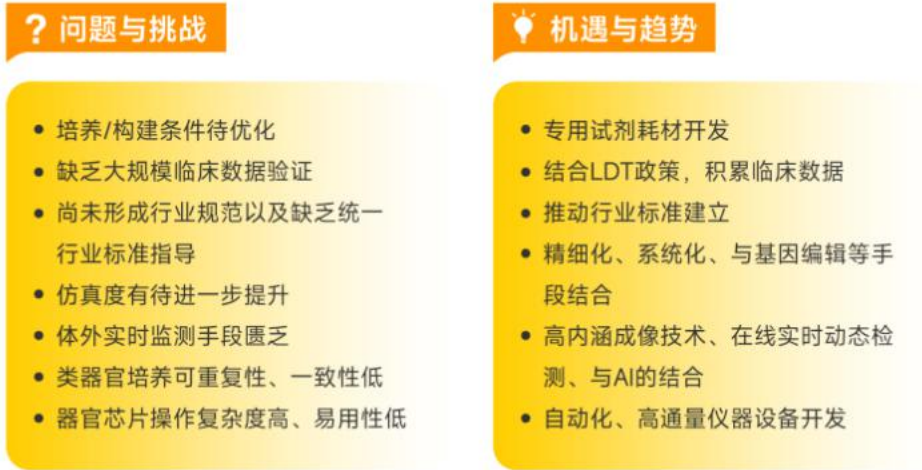 ? 问题与挑战
• 培养/构建条件待优化
• 缺乏大规模临床数据验证
• 尚未形成行业规范以及缺乏统一
行业标准指导
• 仿真度有待进一步提升
• 体外实时监测手段匮乏
• 类器官培养可重复性、一致性低
• 器官芯片操作复杂度高、易用性低
机遇与趋势
• 专用试剂耗材开发
• 结合LDT政策，积累临床数据
• 推动行业标准建立
• 精细化、系统化、与基因编辑等手
段结合
• 高内涵成像技术、在线实时动态检
测、与AI的结合
• 自动化、高通量仪器设备开发